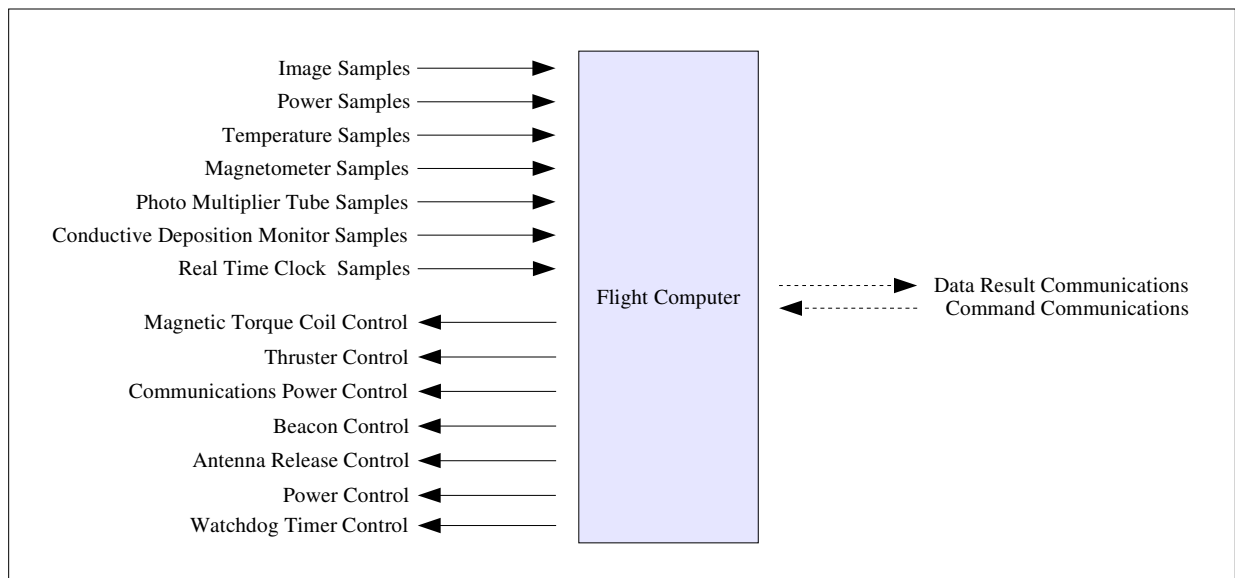 Image Samples
Power Samples
Temperature Samples
Magnetometer Samples
Photo Multiplier Tube Samples
Conductive Deposition Monitor Samples
Real Time Clock Samples
Magnetic Torque Coil Control
Thruster Control
Communications Power Control
Beacon Control
Antenna Release Control
Power Control
Watchdog Timer Control
Flight Computer
Data Result Communications
Command Communications